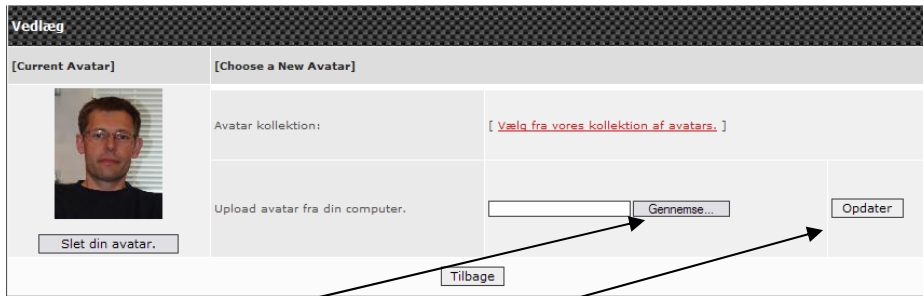 Vedlæg
[Current Avatar] [Choose a New Avatar]
Avatar kollektion: [ Vælg fra vores kollektion af avatars. ]
Upload avatar fra din computer. Gennemse... Opdater
Slet din avatar.
Tilbage